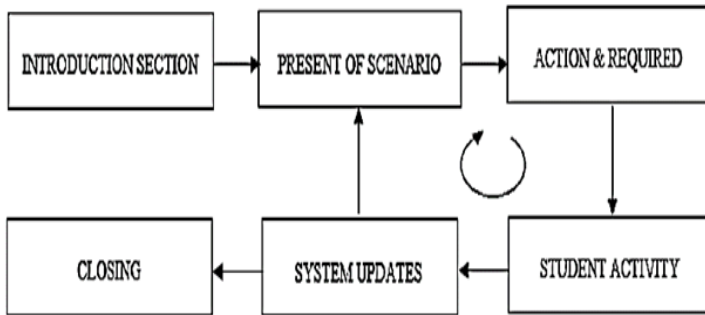 INTRODUCTION SECTION
PRESENT OF SCENARIO
ACTION & REQUIRED
CLOSING
SYSTEM UPDATES
STUDENT ACTIVITY